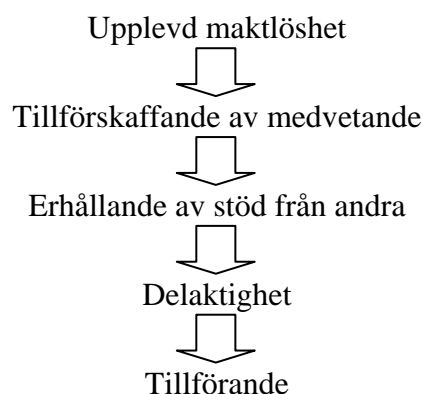 Upplevd maktlöshet
Tillförskaffande av medvetande
Erhållande av stöd från andra
Delaktighet
Tillförande